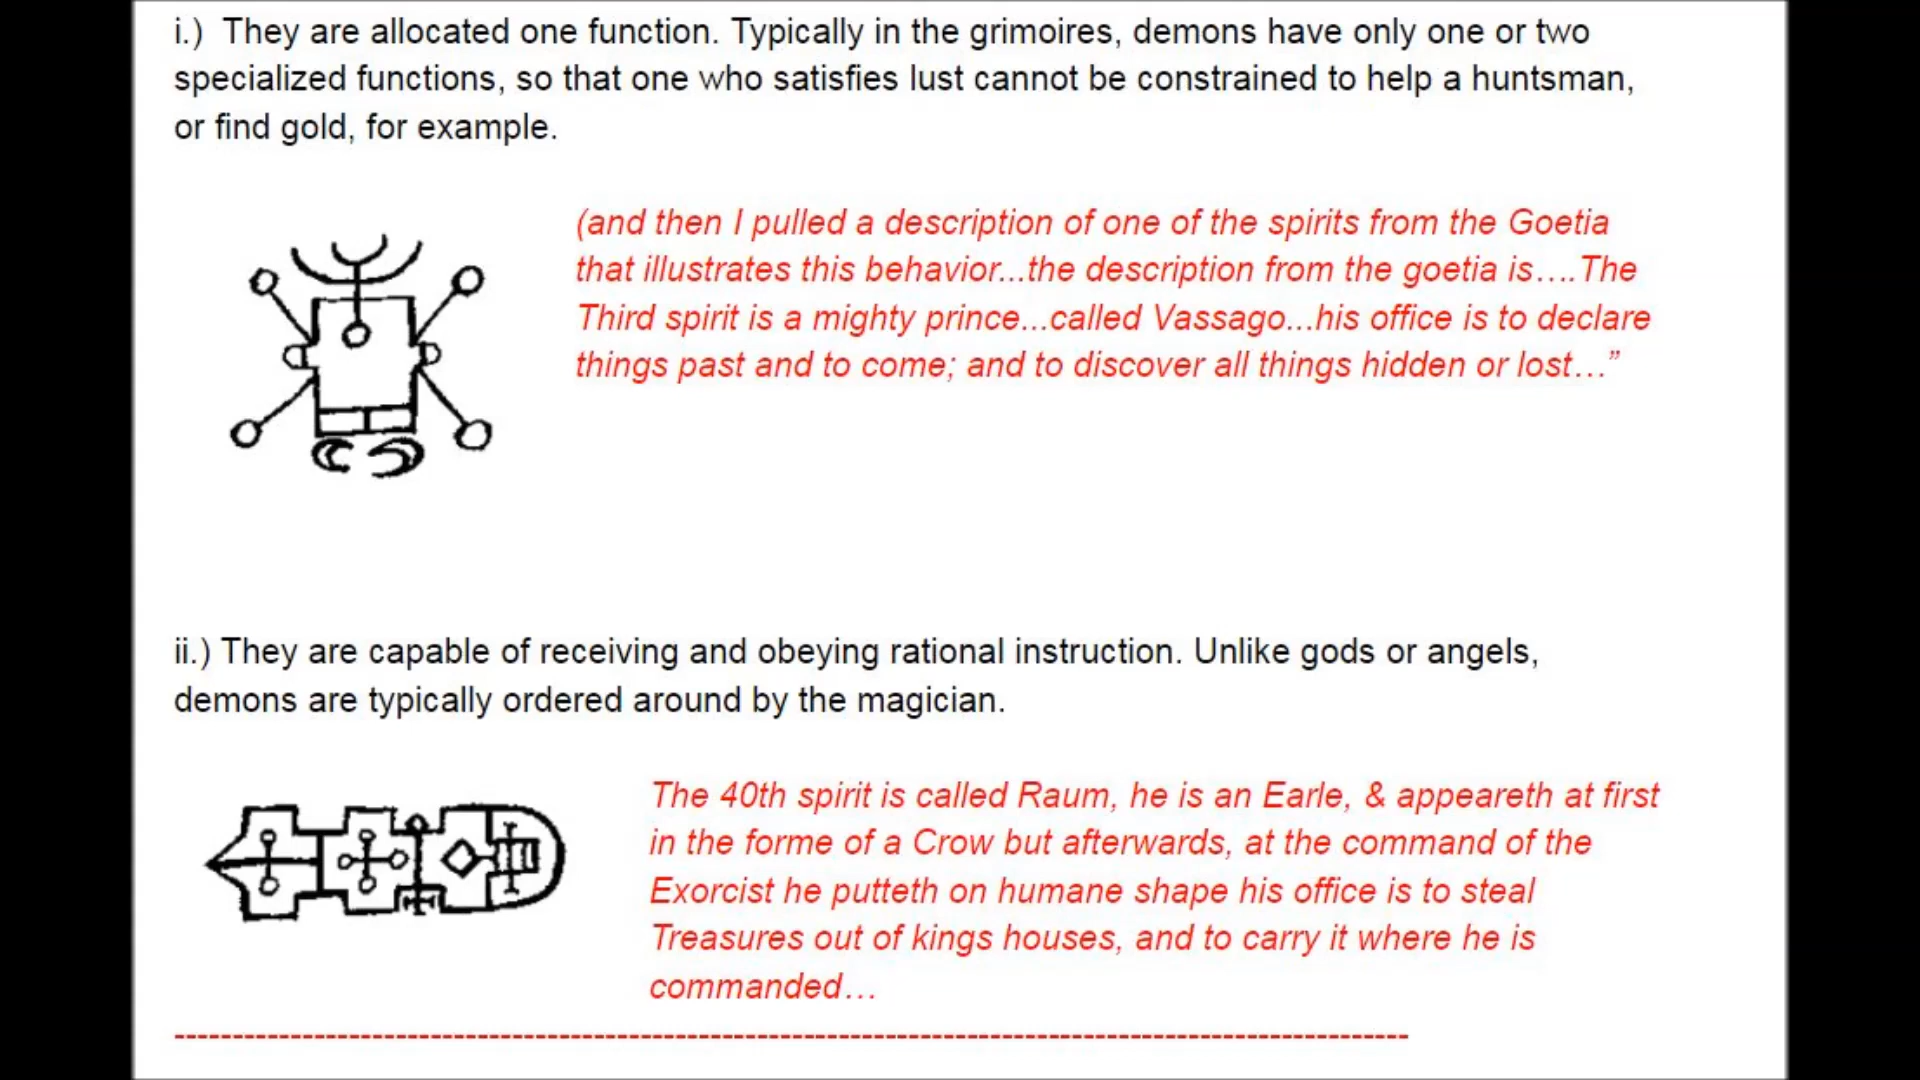 i.) They are allocated one function. Typically in the grimoires, demons have only one or two
specialized functions, so that one who satisfies lust cannot be constrained to help a huntsman,
or find gold, for example.
(and then I pulled a description of one of the spirits from the Goetia
that illustrates this behavior...the description from the goetia is….The
Third spirit is a mighty prince...called Vassago...his office is to declare
things past and to come; and to discover all things hidden or lost…”
ii.) They are capable of receiving and obeying rational instruction. Unlike gods or angels,
demons are typically ordered around by the magician.
The 40th spirit is called Raum, he is an Earle, & appeareth at first
in the forme of a Crow but afterwards, at the command of the
Exorcist he putteth on humane shape his office is to steal
Treasures out of kings houses, and to carry it where he is
commanded…